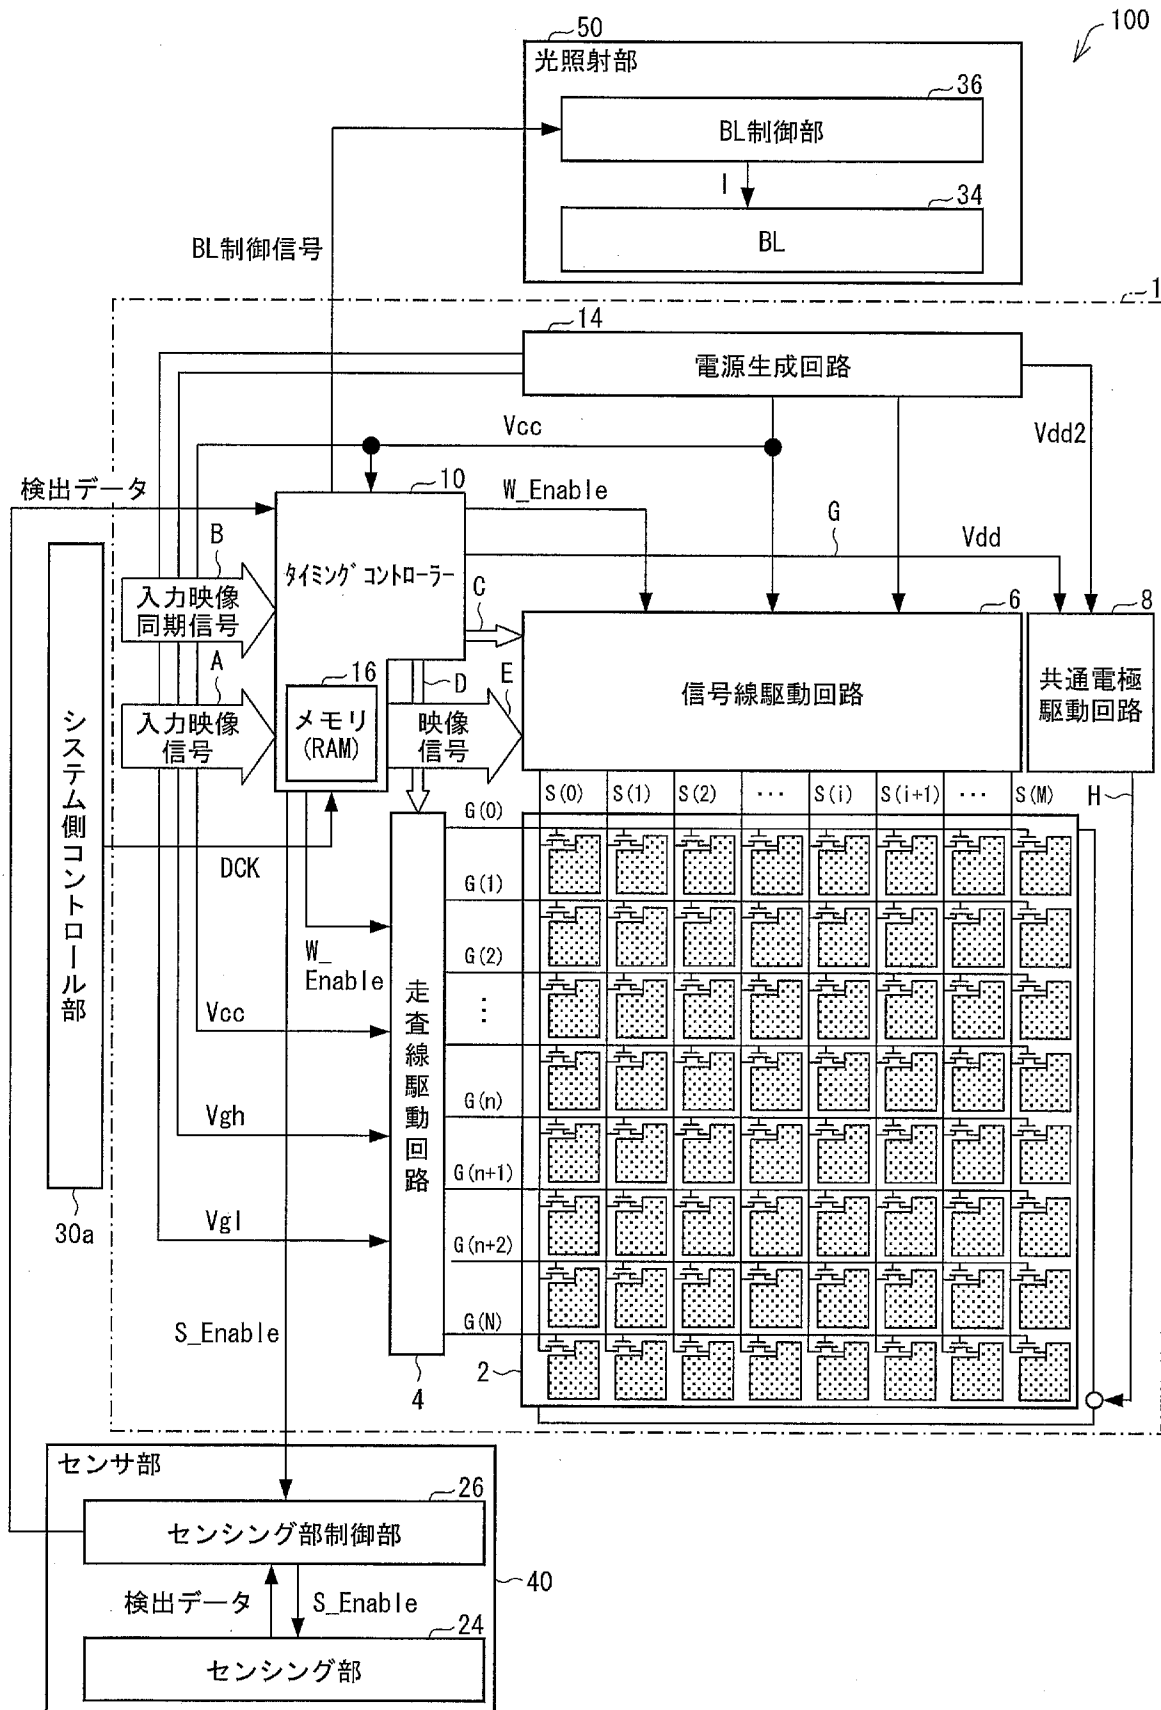 100
50
光照射部
36
BL制御部
I
34
BL
BL制御信号
1
14
電源生成回路
Vcc
Vdd2
検出データ
10
W_Enable
B
G
Vdd
タイミングコントローラー
C
6
8
入力映像
同期信号
A
16
D
E
信号線駆動回路
共通電極
駆動回路
入力映像
信号
メモリ
(RAM)
映像
信号
S(0)
S(1)
S(2)
...
S(i)
S(i+1)
...
S(M)
H
システム側コントロール部
G(0)
DCK
G(1)
W_
Enable
G(2)
走査線駆動回路
⋮
Vcc
G(n)
Vgh
G(n+1)
30a
Vgl
G(n+2)
S_Enable
G(N)
2
4
センサ部
26
センシング部制御部
40
検出データ
S_Enable
24
センシング部